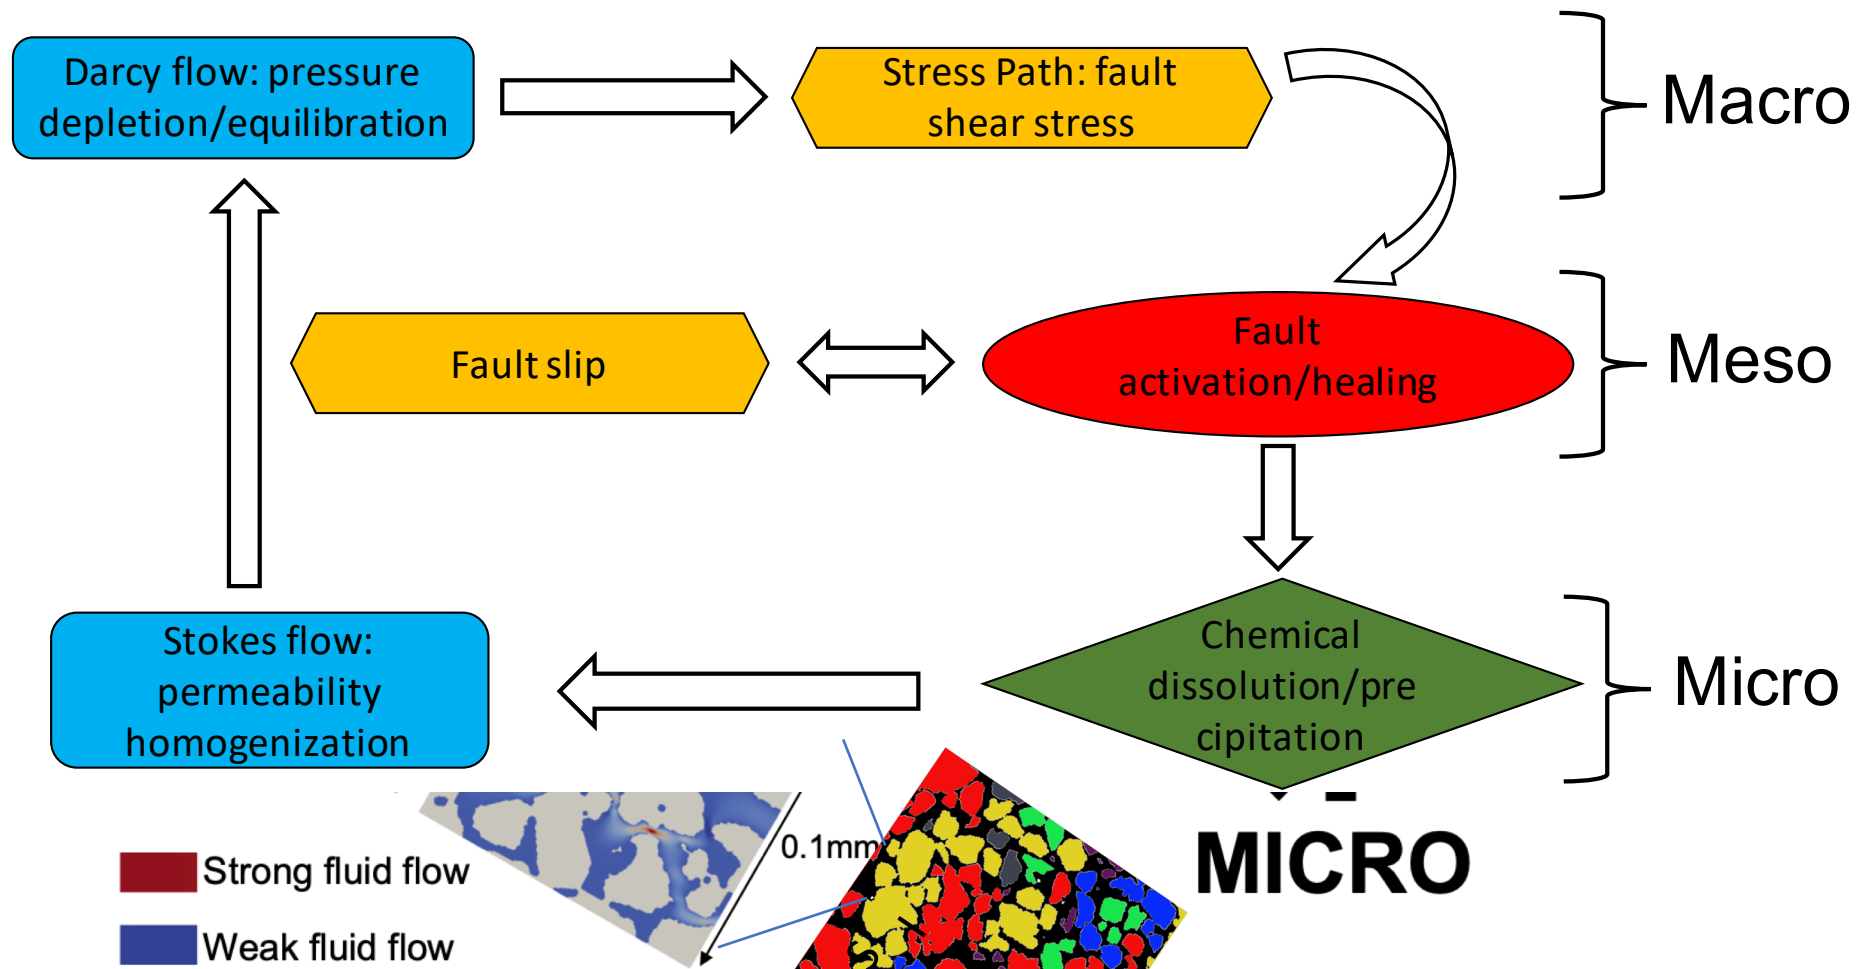 Darcy flow: pressure
depletion/equilibration
Stress Path: fault
shear stress
Macro
Fault slip
Fault
activation/healing
Meso
Stokes flow:
permeability
homogenization
Chemical
dissolution/pre
cipitation
Micro
0.1mm
MICRO
Strong fluid flow
Weak fluid flow